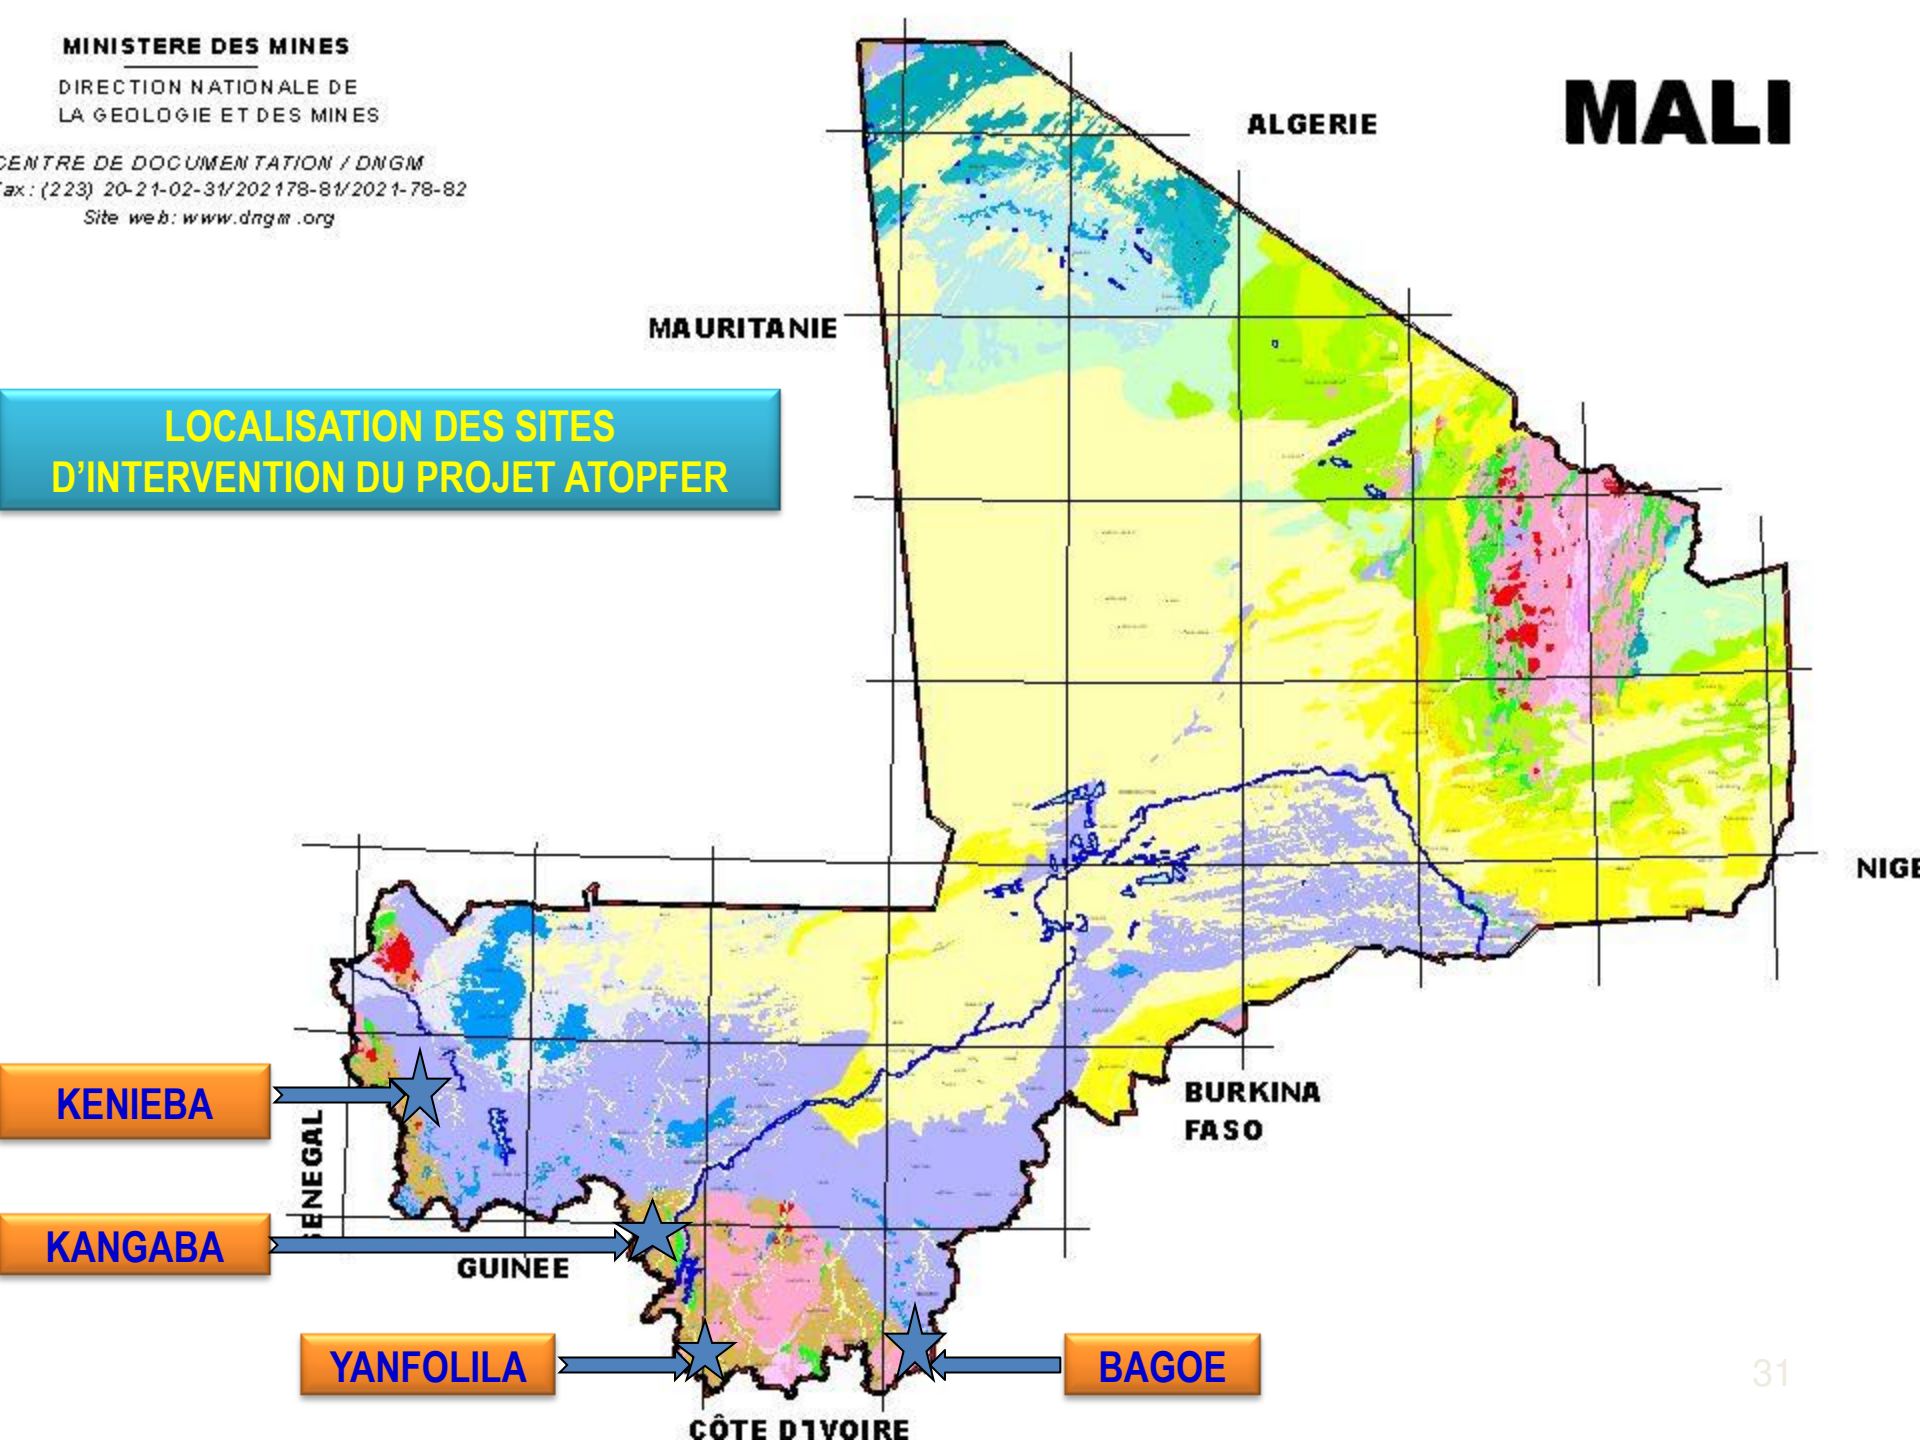 MINISTERE DES MINES
DIRECTION NATIONALE DE
LA GEOLOGIE ET DES MINES
CENTRE DE DOCUMENTATION / DNGM
ax: (223) 20-21-02-31/202178-81/2021-78-82
Site web: www.dngm.org
MALI
ALGERIE
MAURITANIE
LOCALISATION DES SITES
D'INTERVENTION DU PROJET ATOPFER
NIGE
KENIEBA
BURKINA
FASO
SENEGAL
KANGABA
GUINEE
YANFOLILA
BAGOE
31
CÔTE D'IVOIRE